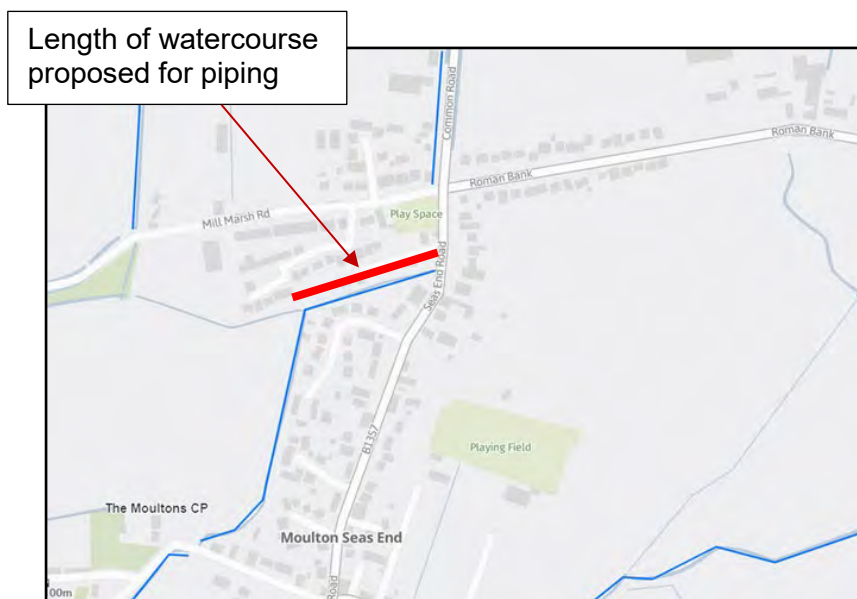 Length of watercourse
proposed for piping
Common Road
Roman Bank
Roman Bank
Mill Marsh Rd
Play Space
Seas End Road
B1357
Playing Field
The Moultons CP
Moulton Seas End
Road
00m